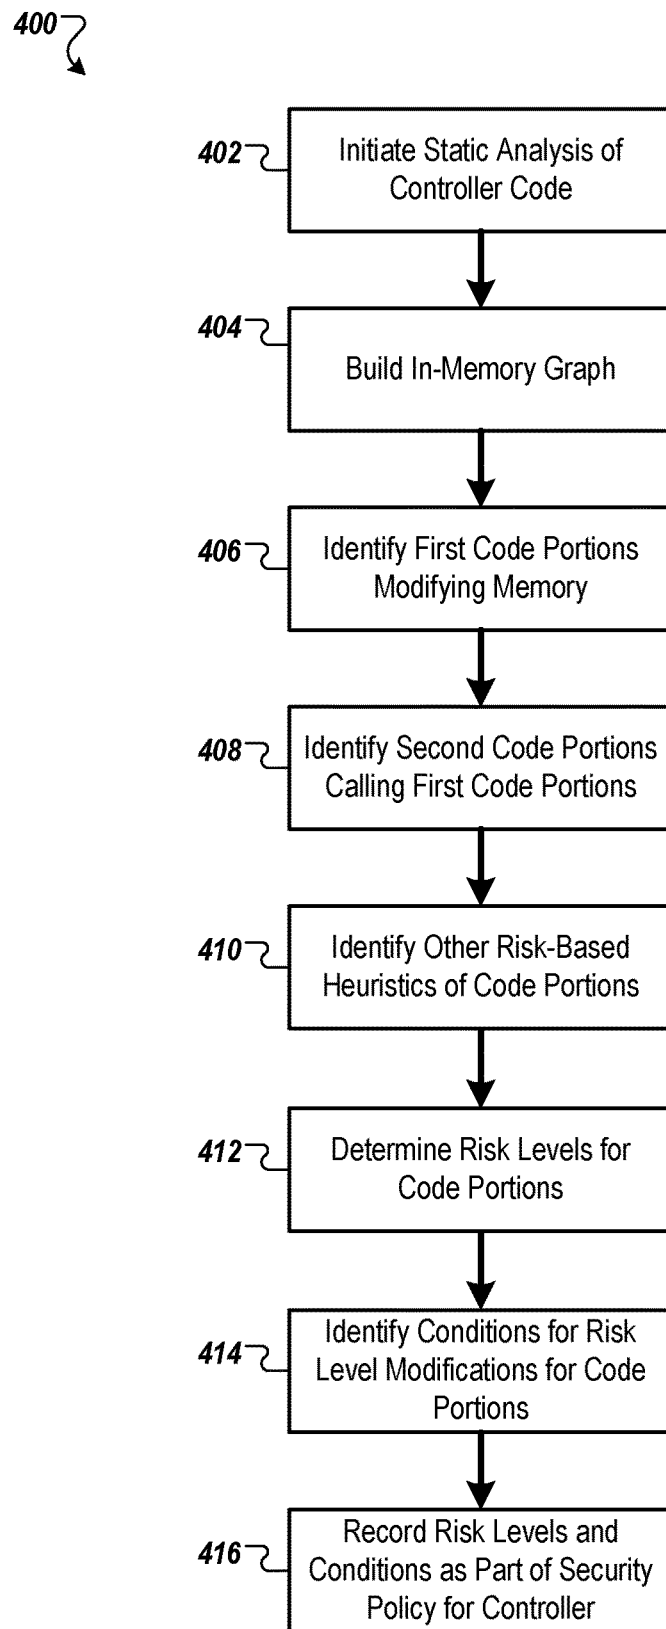 400
402
Initiate Static Analysis of
Controller Code
404
Build In-Memory Graph
406
Identify First Code Portions
Modifying Memory
408
Identify Second Code Portions
Calling First Code Portions
410
Identify Other Risk-Based
Heuristics of Code Portions
412
Determine Risk Levels for
Code Portions
414
Identify Conditions for Risk
Level Modifications for Code
Portions
416
Record Risk Levels and
Conditions as Part of Security
Policy for Controller